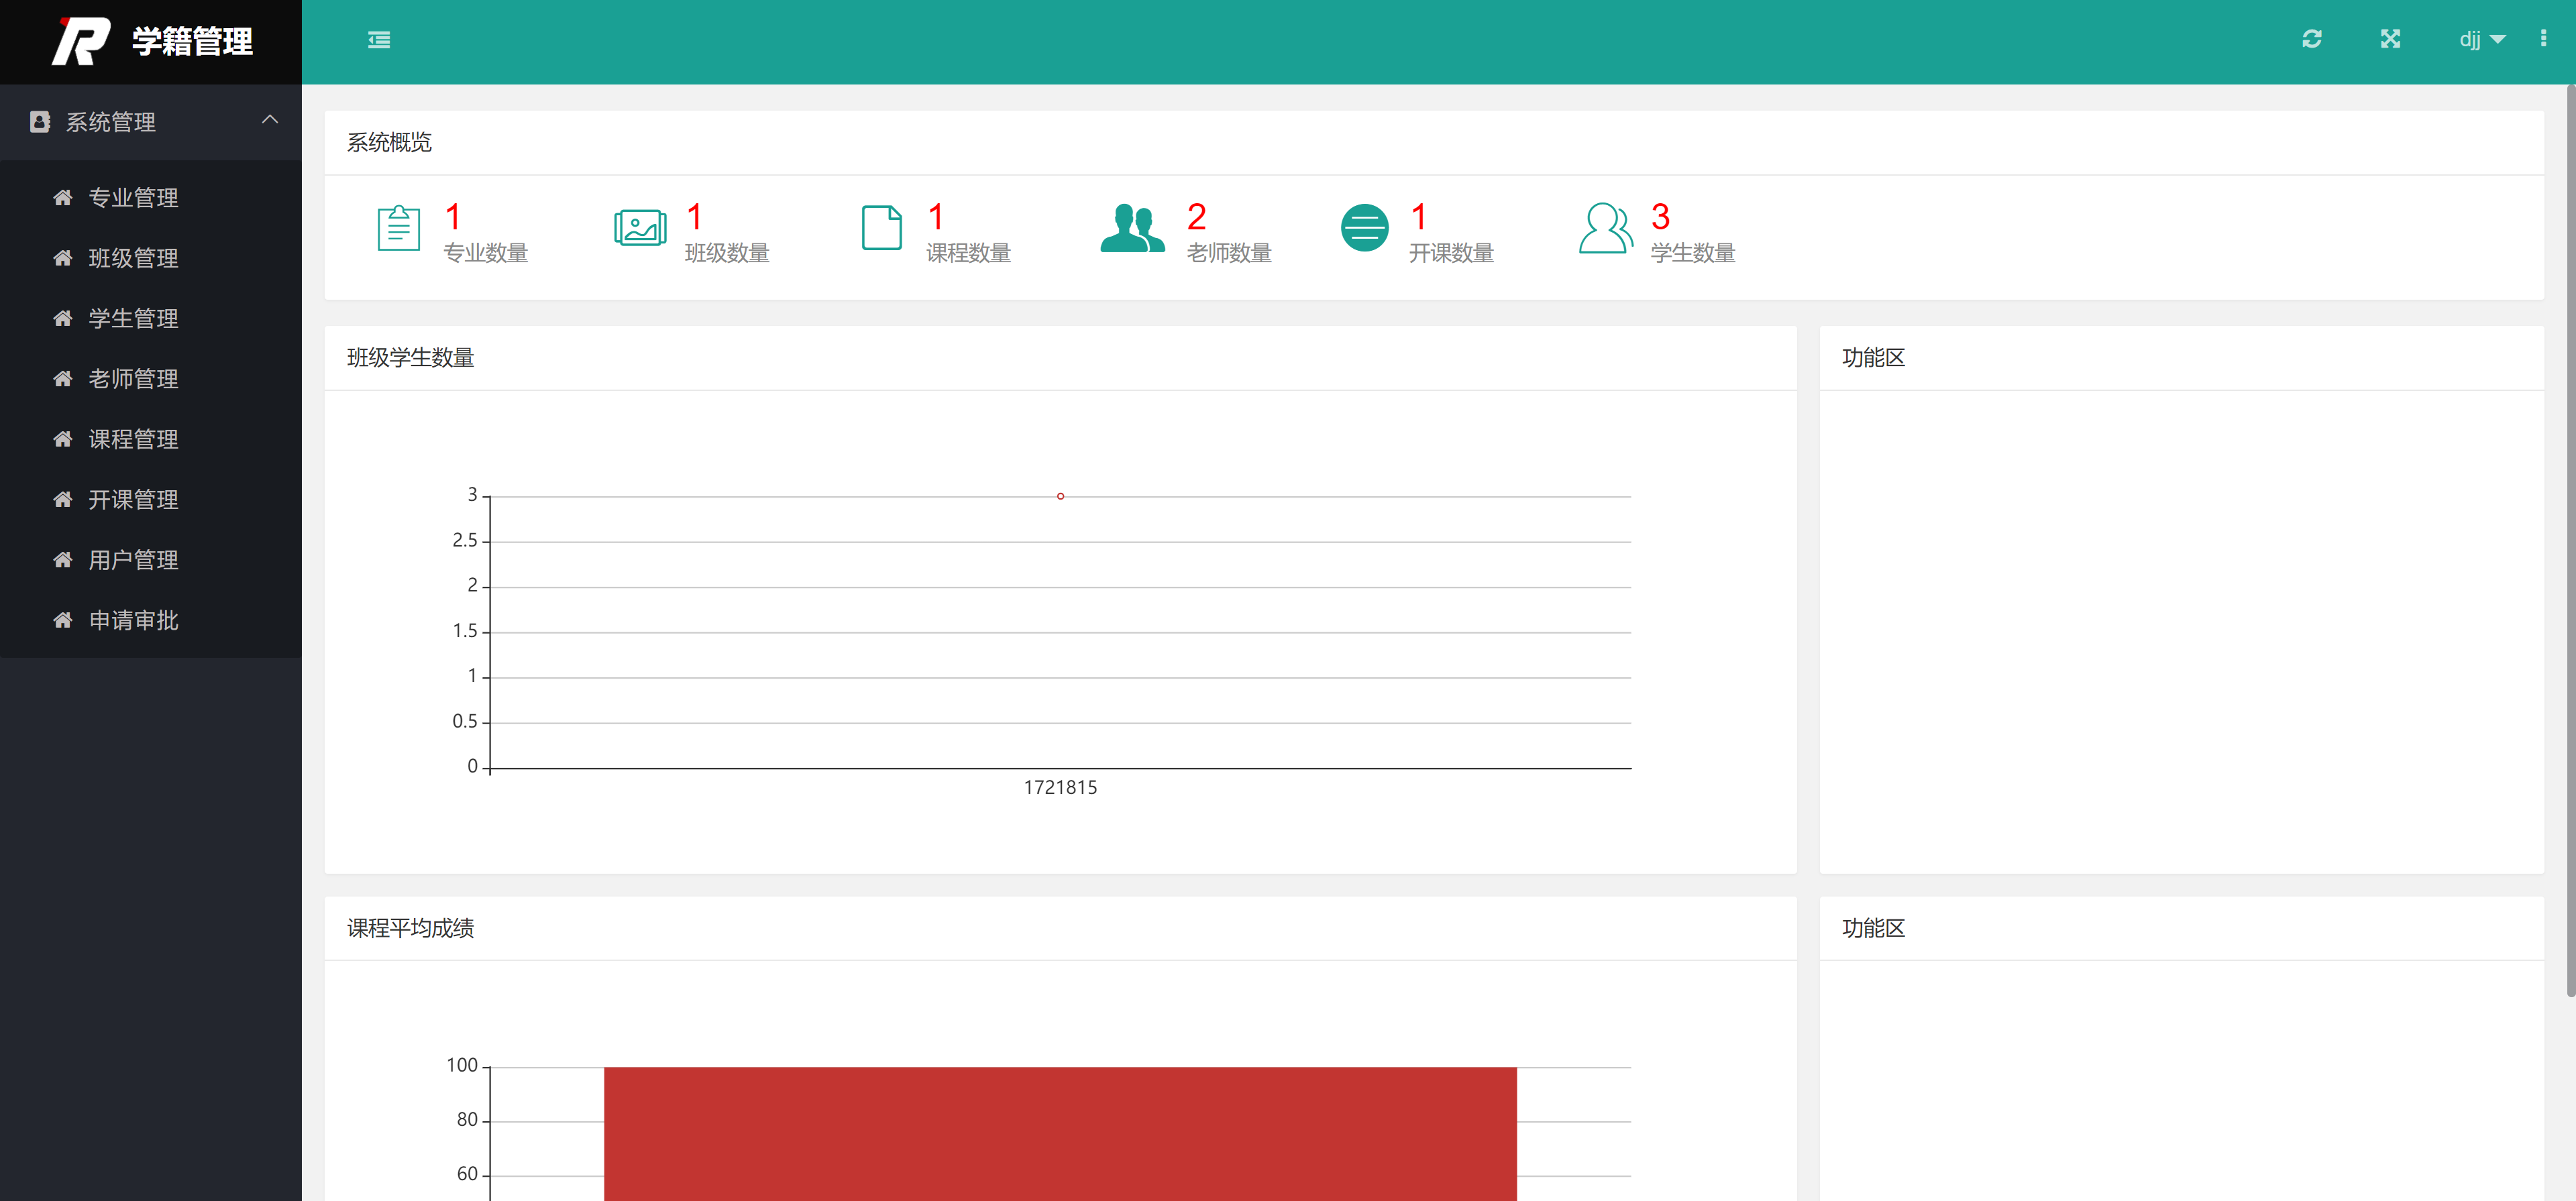 学籍管理
djj
系统管理
专业管理
班级管理
学生管理
老师管理
课程管理
开课管理
用户管理
申请审批
系统概览
1
专业数量
1
班级数量
1
课程数量
2
老师数量
1
开课数量
3
学生数量
班级学生数量
3
2.5
2
1.5
1
0.5
0
1721815
功能区
课程平均成绩
100
80
60
功能区